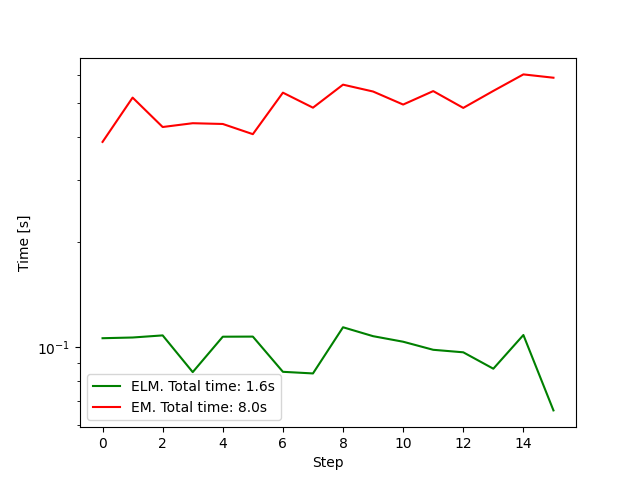 Time [s]
10⁻¹
ELM. Total time: 1.6s
EM. Total time: 8.0s
0 2 4 6 8 10 12 14
Step